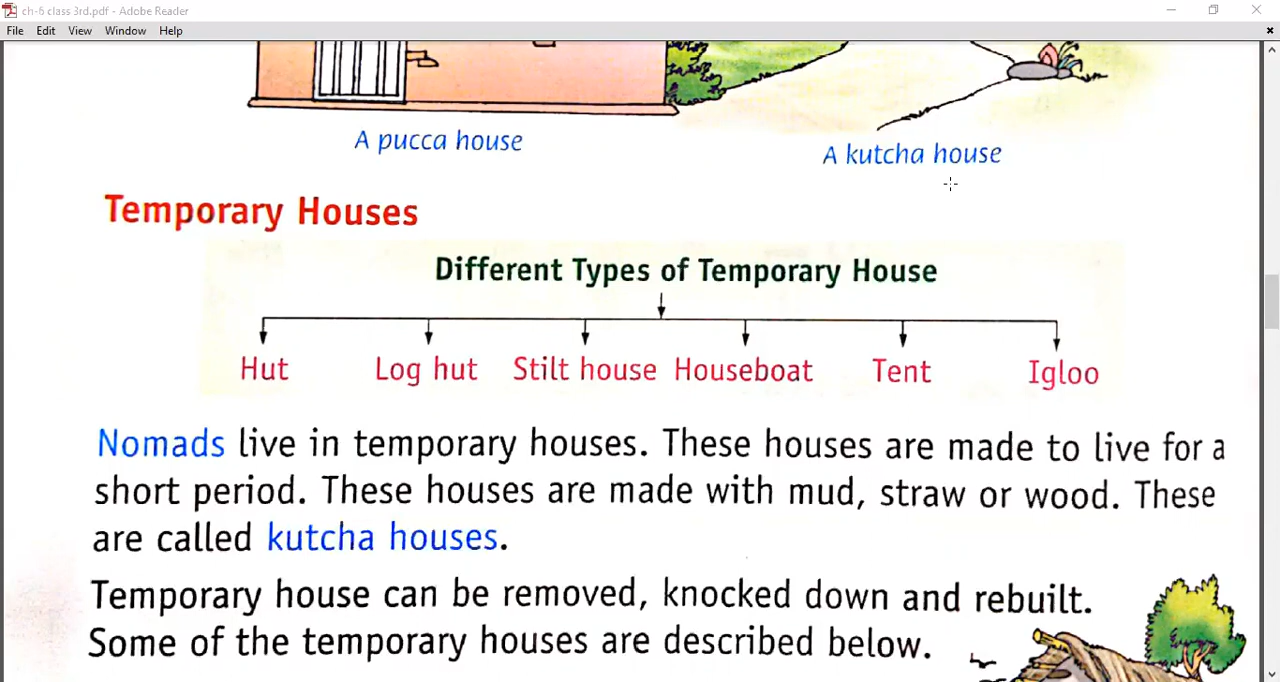 ch-6 class 3rd.pdf - Adobe Reader
File Edit View Window Help
A pucca house
A kutcha house
Temporary Houses
Different Types of Temporary House
Hut Log hut Stilt house Houseboat Tent Igloo
Nomads live in temporary houses. These houses are made to live for a
short period. These houses are made with mud, straw or wood. These
are called kutcha houses.
Temporary house can be removed, knocked down and rebuilt.
Some of the temporary houses are described below.